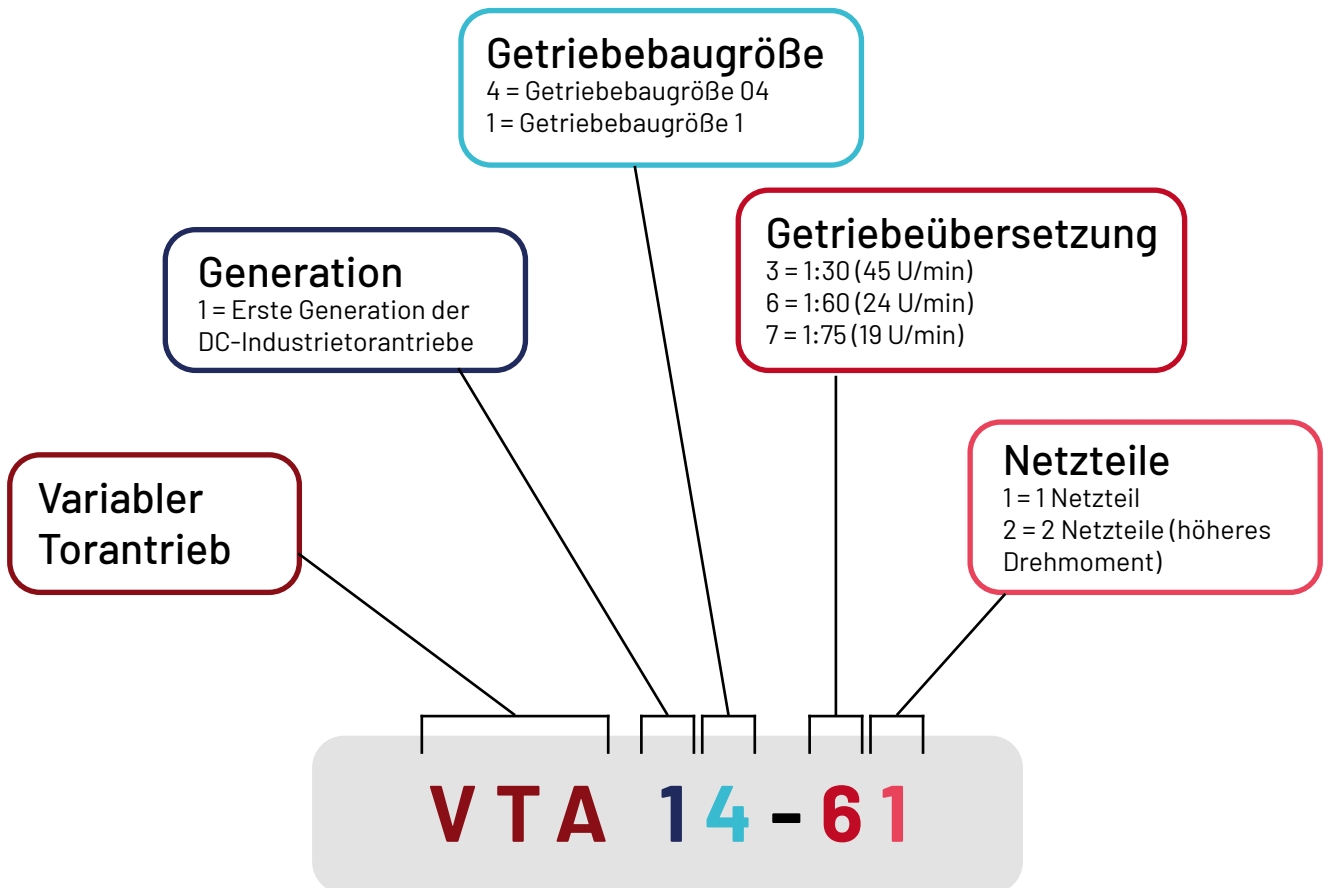 Getriebebaugröße
4 = Getriebebaugröße 04
1 = Getriebebaugröße 1
Generation
1 = Erste Generation der
DC-Industrietorantriebe
Getriebeübersetzung
3 = 1:30 (45 U/min)
6 = 1:60 (24 U/min)
7 = 1:75 (19 U/min)
Variabler
Torantrieb
Netzteile
1 = 1 Netzteil
2 = 2 Netzteile (höheres
Drehmoment)
VTA 14-61